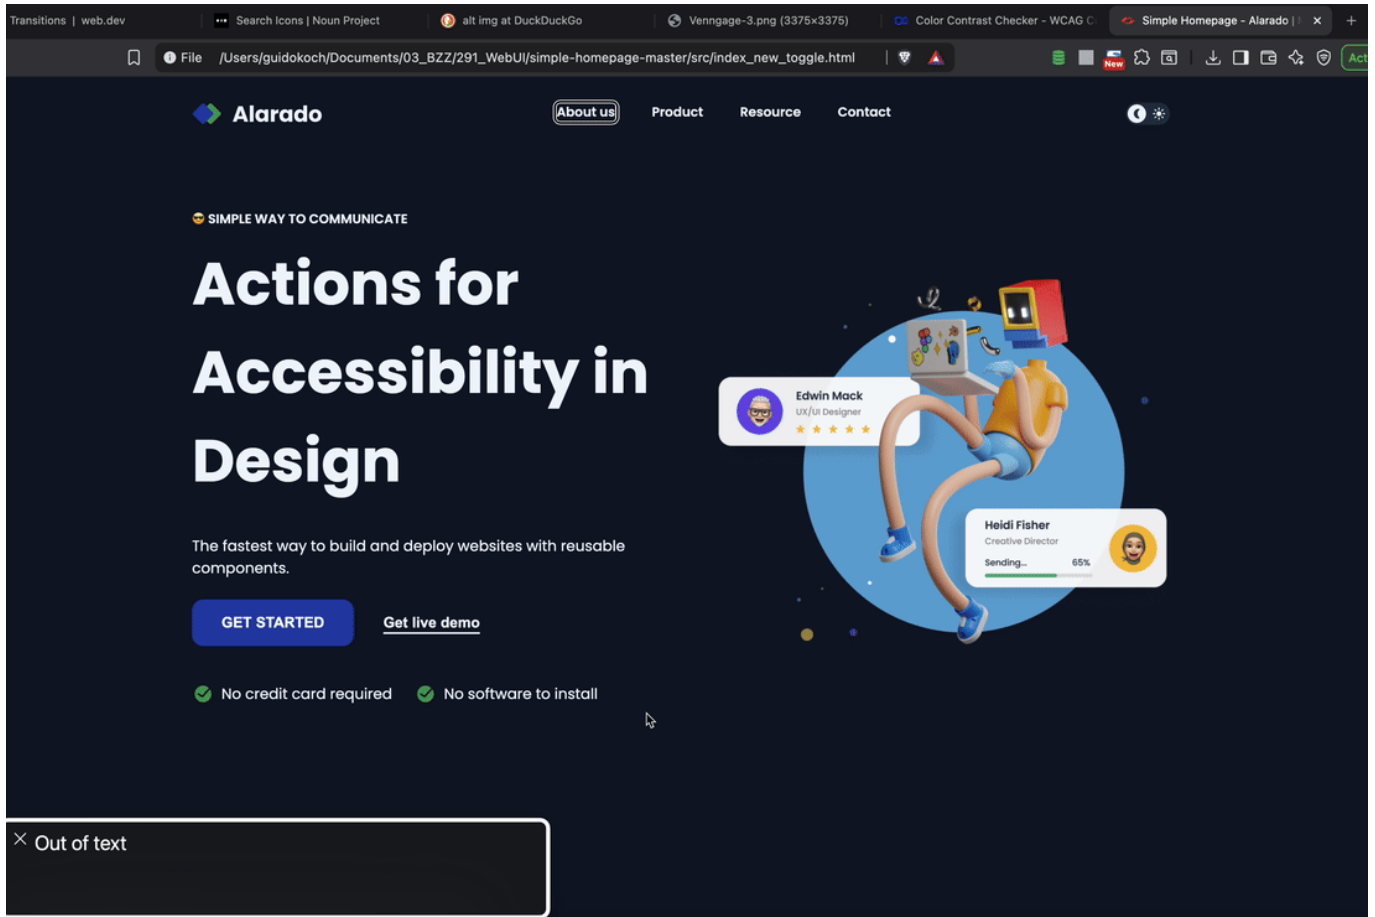 Transitions | web.dev
Search Icons | Noun Project
alt img at DuckDuckGo
Venngage-3.png (3375×3375)
Color Contrast Checker - WCAG C
Simple Homepage - Alarado |
File /Users/guidokoch/Documents/03_BZZ/291_WebUI/simple-homepage-master/src/index_new_toggle.html
New
Act
Alarado
About us
Product
Resource
Contact
SIMPLE WAY TO COMMUNICATE
Actions for
Accessibility in
Design
The fastest way to build and deploy websites with reusable
components.
GET STARTED
Get live demo
No credit card required
No software to install
Edwin Mack
UX/UI Designer
Heidi Fisher
Creative Director
Sending... 65%
Out of text